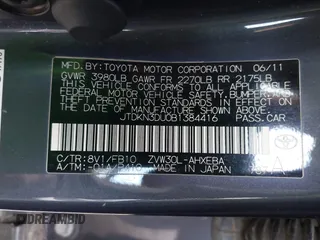 MFD. BY:TOYOTA MOTOR CORPORATION 06/11
GVWR 3980LB GAWR FR 2270LB RR 2175LB
THIS VEHICLE CONFORMS TO ALL APPLICABLE
FEDERAL MOTOR VEHICLE SAFETY, BUMPER, AND
THEFT PREVENTION STANDARDS IN EFFECT ON
THE DATE OF MANUFACTURE SHOWN ABOVE.
JTDKN3DU0B1384416 PASS.CAR
C/TR:8V1/FB10 ZVW30L-AHXEBA
A/TM: MADE IN JAPAN
TOYOTA
DREAMBID